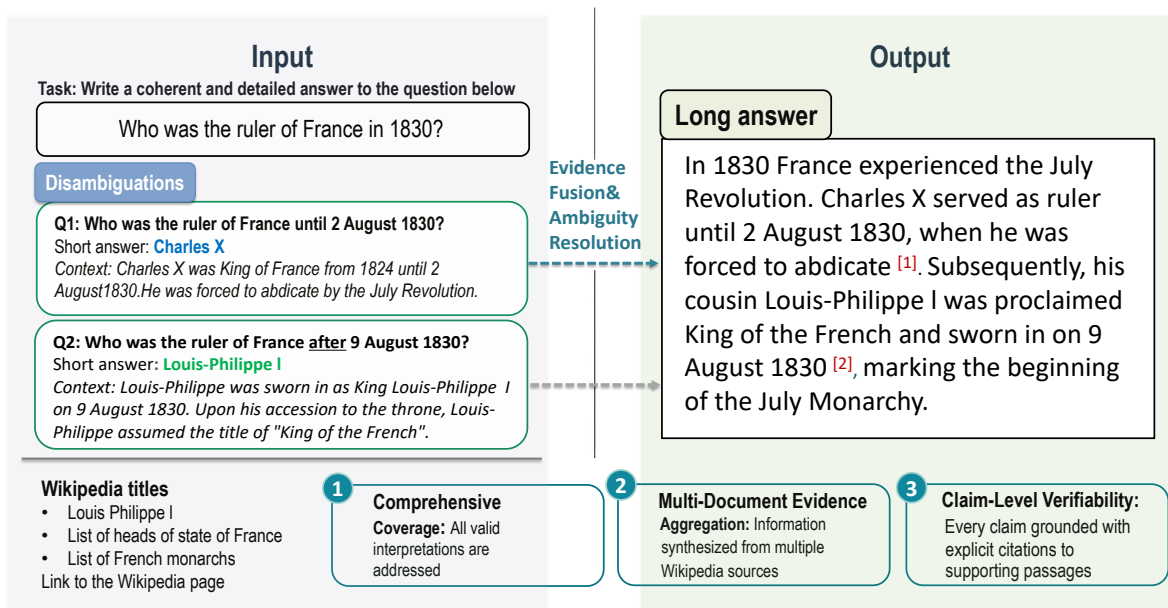 Input
Task: Write a coherent and detailed answer to the question below
Who was the ruler of France in 1830?
Disambiguations
Q1: Who was the ruler of France until 2 August 1830?
Short answer: Charles X
Context: Charles X was King of France from 1824 until 2
August1830.He was forced to abdicate by the July Revolution.
Q2: Who was the ruler of France after 9 August 1830?
Short answer: Louis-Philippe l
Context: Louis-Philippe was sworn in as King Louis-Philippe I
on 9 August 1830. Upon his accession to the throne, Louis-
Philippe assumed the title of "King of the French".
Evidence
Fusion&
Ambiguity
Resolution
Output
Long answer
In 1830 France experienced the July
Revolution. Charles X served as ruler
until 2 August 1830, when he was
forced to abdicate [1]. Subsequently, his
cousin Louis-Philippe l was proclaimed
King of the French and sworn in on 9
August 1830 [2], marking the beginning
of the July Monarchy.
Wikipedia titles
• Louis Philippe I
• List of heads of state of France
• List of French monarchs
Link to the Wikipedia page
1
Comprehensive
Coverage: All valid
interpretations are
addressed
2
Multi-Document Evidence
Aggregation: Information
synthesized from multiple
Wikipedia sources
3
Claim-Level Verifiability:
Every claim grounded with
explicit citations to
supporting passages